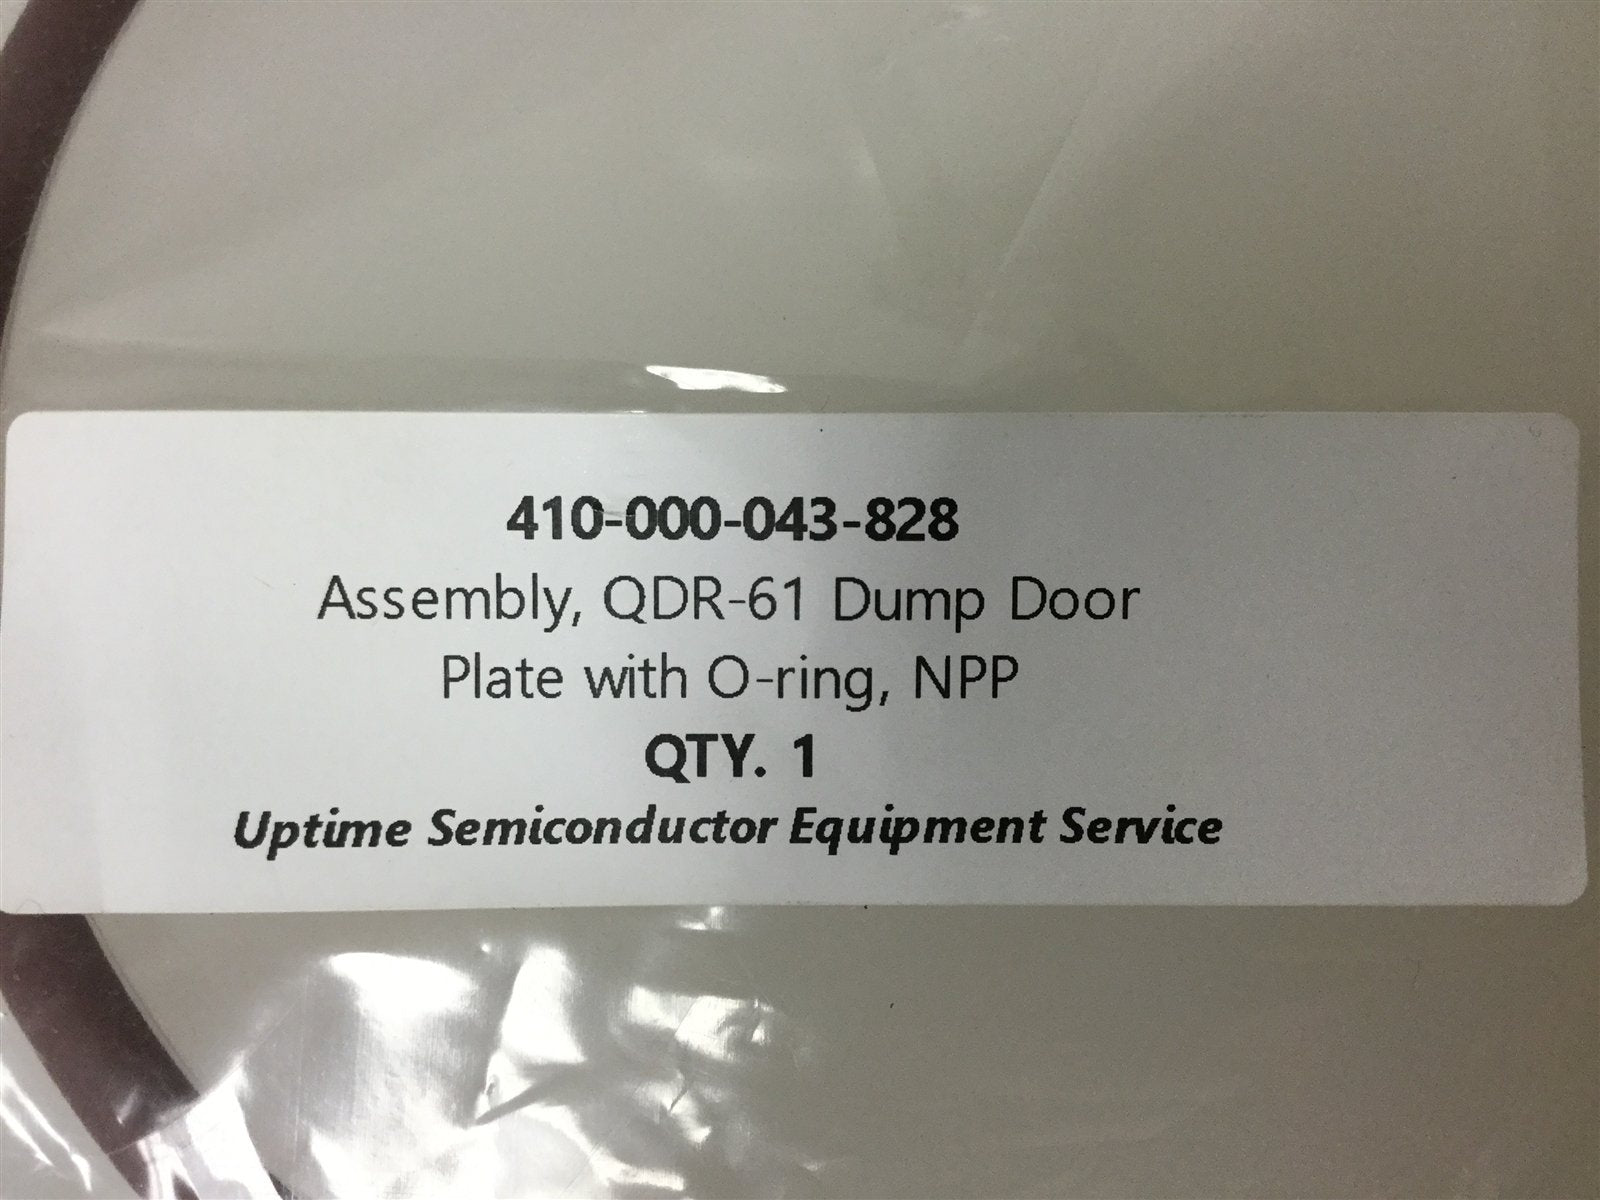 410-000-043-828
Assembly, QDR-61 Dump Door
Plate with O-ring, NPP
QTY. 1
Uptime Semiconductor Equipment Service